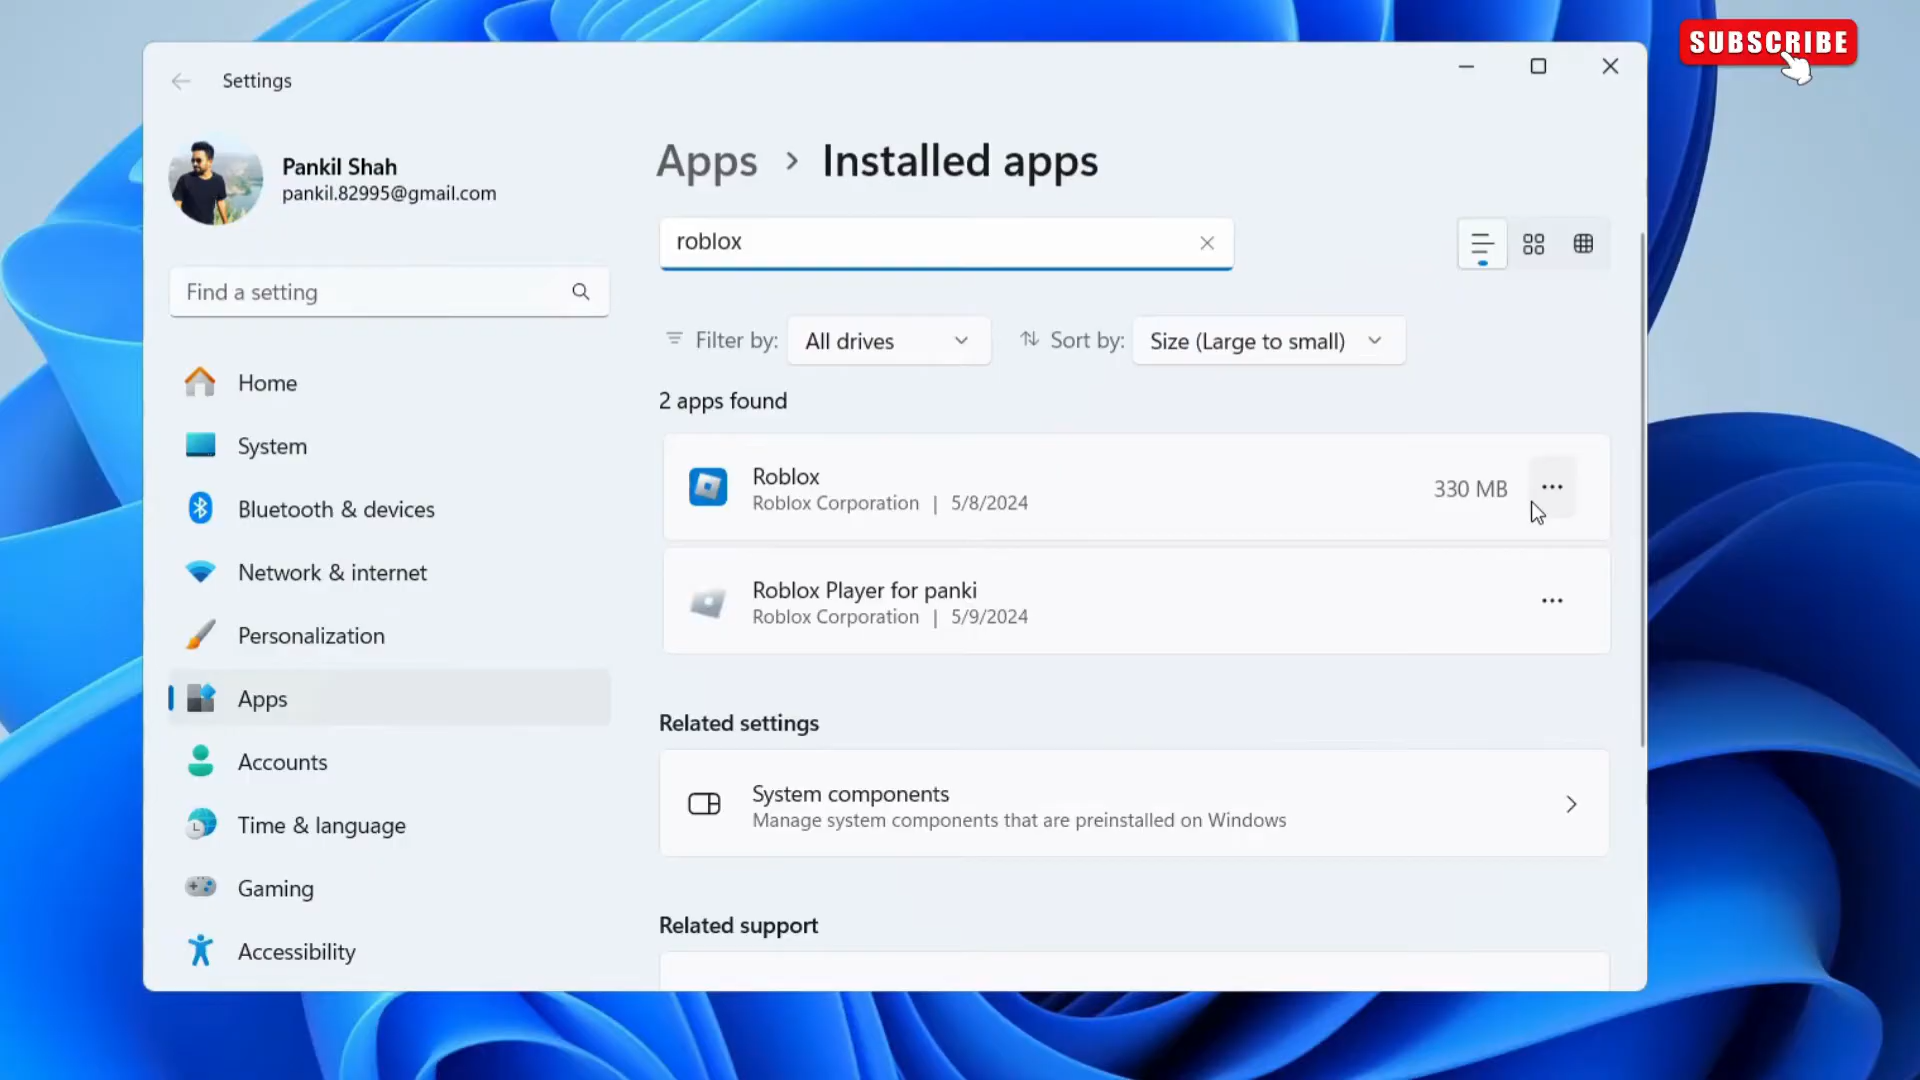 SUBSCRIBE
Settings
Pankil Shah
pankil.82995@gmail.com
Find a setting
Home
System
Bluetooth & devices
Network & internet
Personalization
Apps
Accounts
Time & language
Gaming
Accessibility
Apps > Installed apps
roblox
Filter by: All drives Sort by: Size (Large to small)
2 apps found
Roblox
Roblox Corporation | 5/8/2024
330 MB
Roblox Player for panki
Roblox Corporation | 5/9/2024
Related settings
System components
Manage system components that are preinstalled on Windows
Related support